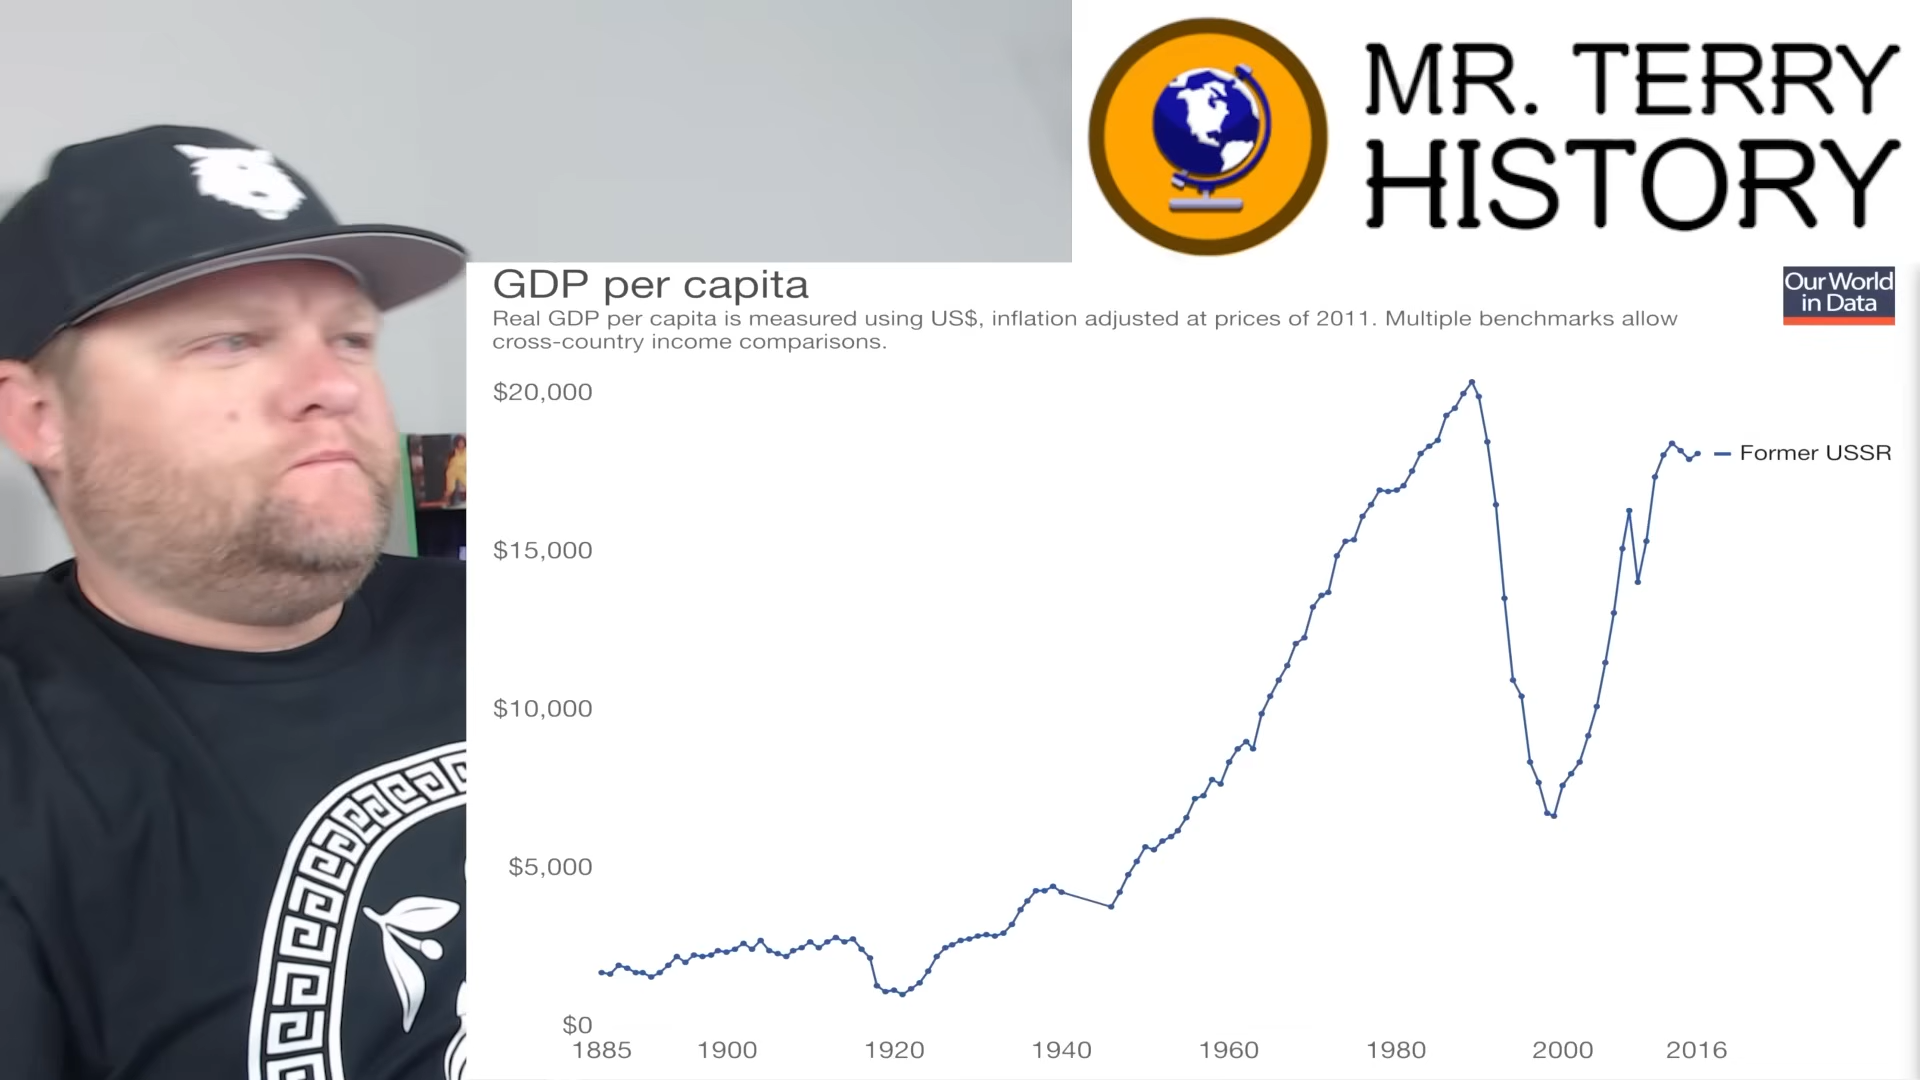 MR. TERRY
HISTORY
GDP per capita
Our World
in Data
Real GDP per capita is measured using US$, inflation adjusted at prices of 2011. Multiple benchmarks allow
cross-country income comparisons.
$20,000
Former USSR
$15,000
$10,000
$5,000
$0
1885 1900 1920 1940 1960 1980 2000 2016